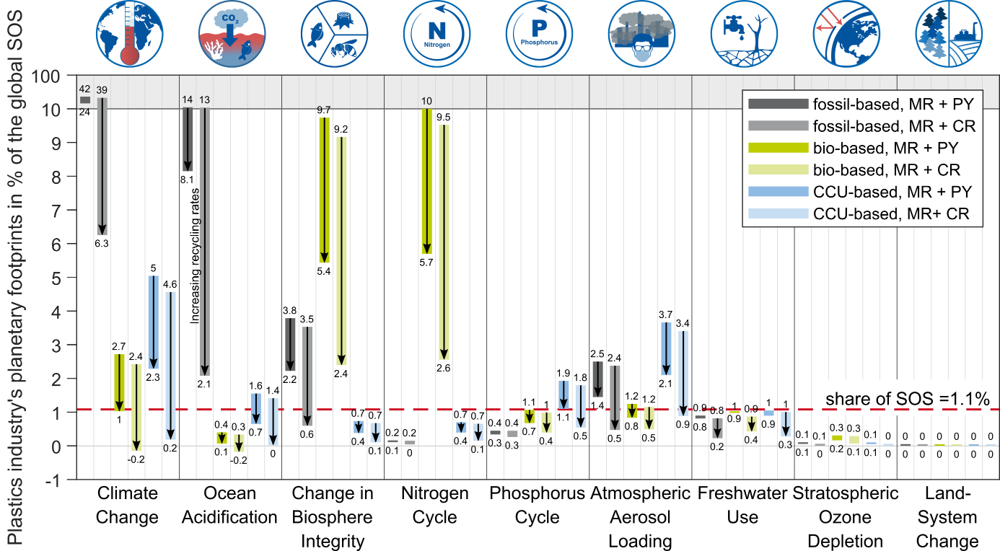 CO2
N
Nitrogen
P
Phosphorus
Plastics industry's planetary footprints in % of the global SOS
100
10
9
8
7
6
5
4
3
2
1
0
-1
fossil-based, MR + PY
fossil-based, MR + CR
bio-based, MR + PY
bio-based, MR + CR
CCU-based, MR + PY
CCU-based, MR+ CR
share of SOS =1.1%
Increasing recycling rates
42 39
24
6.3
2.7 2.4
1 -0.2
5 4.6
2.3 0.2
14 13
8.1 2.1
0.4 0.3
0.1 -0.2
1.6 1.4
0.7 0
3.8 3.5
2.2 0.6
9.7 9.2
5.4 2.4
0.7 0.7
0.4 0.1
0.2 0.2
0.1 0
10 9.5
5.7 2.6
0.7 0.7
0.4 0.1
0.4 0.4
0.3 0.3
1.1 1
0.7 0.4
1.9 1.8
1.1 0.5
2.5 2.4
1.4 0.5
1.2 1.2
0.8 0.5
3.7 3.4
2.1 0.9
0.9 0.8
0.8 0.2
1 0.9
0.9 0.4
1 1
0.9 0.3
0.1 0.1
0.1 0
0.3 0.3
0.2 0.1
0.1 0
0.1 0
0 0 0 0 0 0
0 0 0 0 0 0
Climate
Change
Ocean
Acidification
Change in
Biosphere
Integrity
Nitrogen
Cycle
Phosphorus
Cycle
Atmospheric
Aerosol
Loading
Freshwater
Use
Stratospheric
Ozone
Depletion
Land-
System
Change